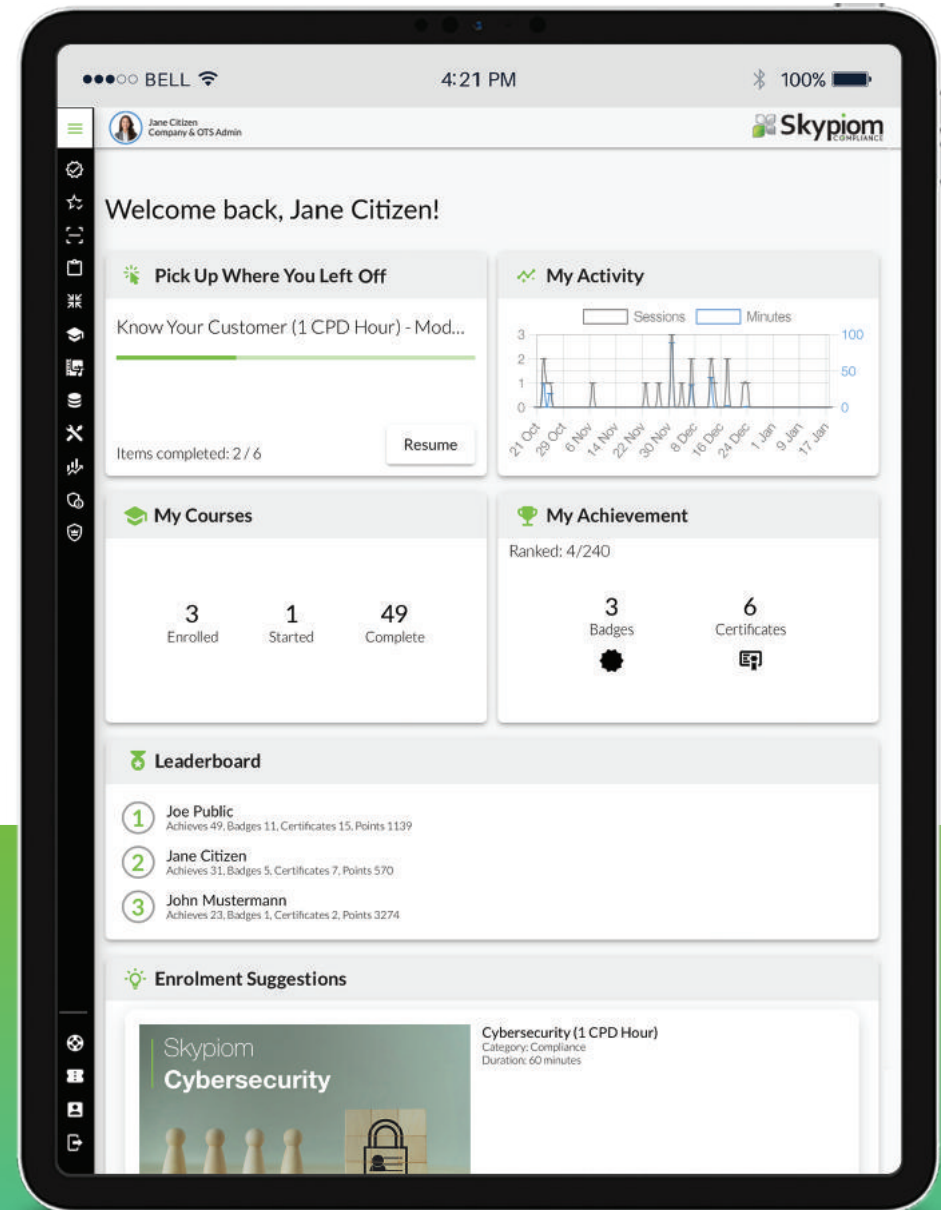 BELL
4:21 PM
100%
Jane Citizen
Company & OTS Admin
Skypiom
COMPLIANCE
Welcome back, Jane Citizen!
Pick Up Where You Left Off
Know Your Customer (1 CPD Hour) - Mod...
Items completed: 2 / 6
Resume
My Activity
Sessions Minutes
3 100
2
50
1
0 0
21 Oct 29 Oct 6 Nov 14 Nov 22 Nov 30 Nov 8 Dec 16 Dec 24 Dec 1 Jan 9 Jan 17 Jan
My Courses
3 1 49
Enrolled Started Complete
My Achievement
Ranked: 4/240
3 6
Badges Certificates
Leaderboard
1 Joe Public
Achieves 49, Badges 11, Certificates 15, Points 1139
2 Jane Citizen
Achieves 31, Badges 5, Certificates 7, Points 570
3 John Mustermann
Achieves 23, Badges 1, Certificates 2, Points 3274
Enrolment Suggestions
Skypiom
Cybersecurity
Cybersecurity (1 CPD Hour)
Category: Compliance
Duration: 60 minutes